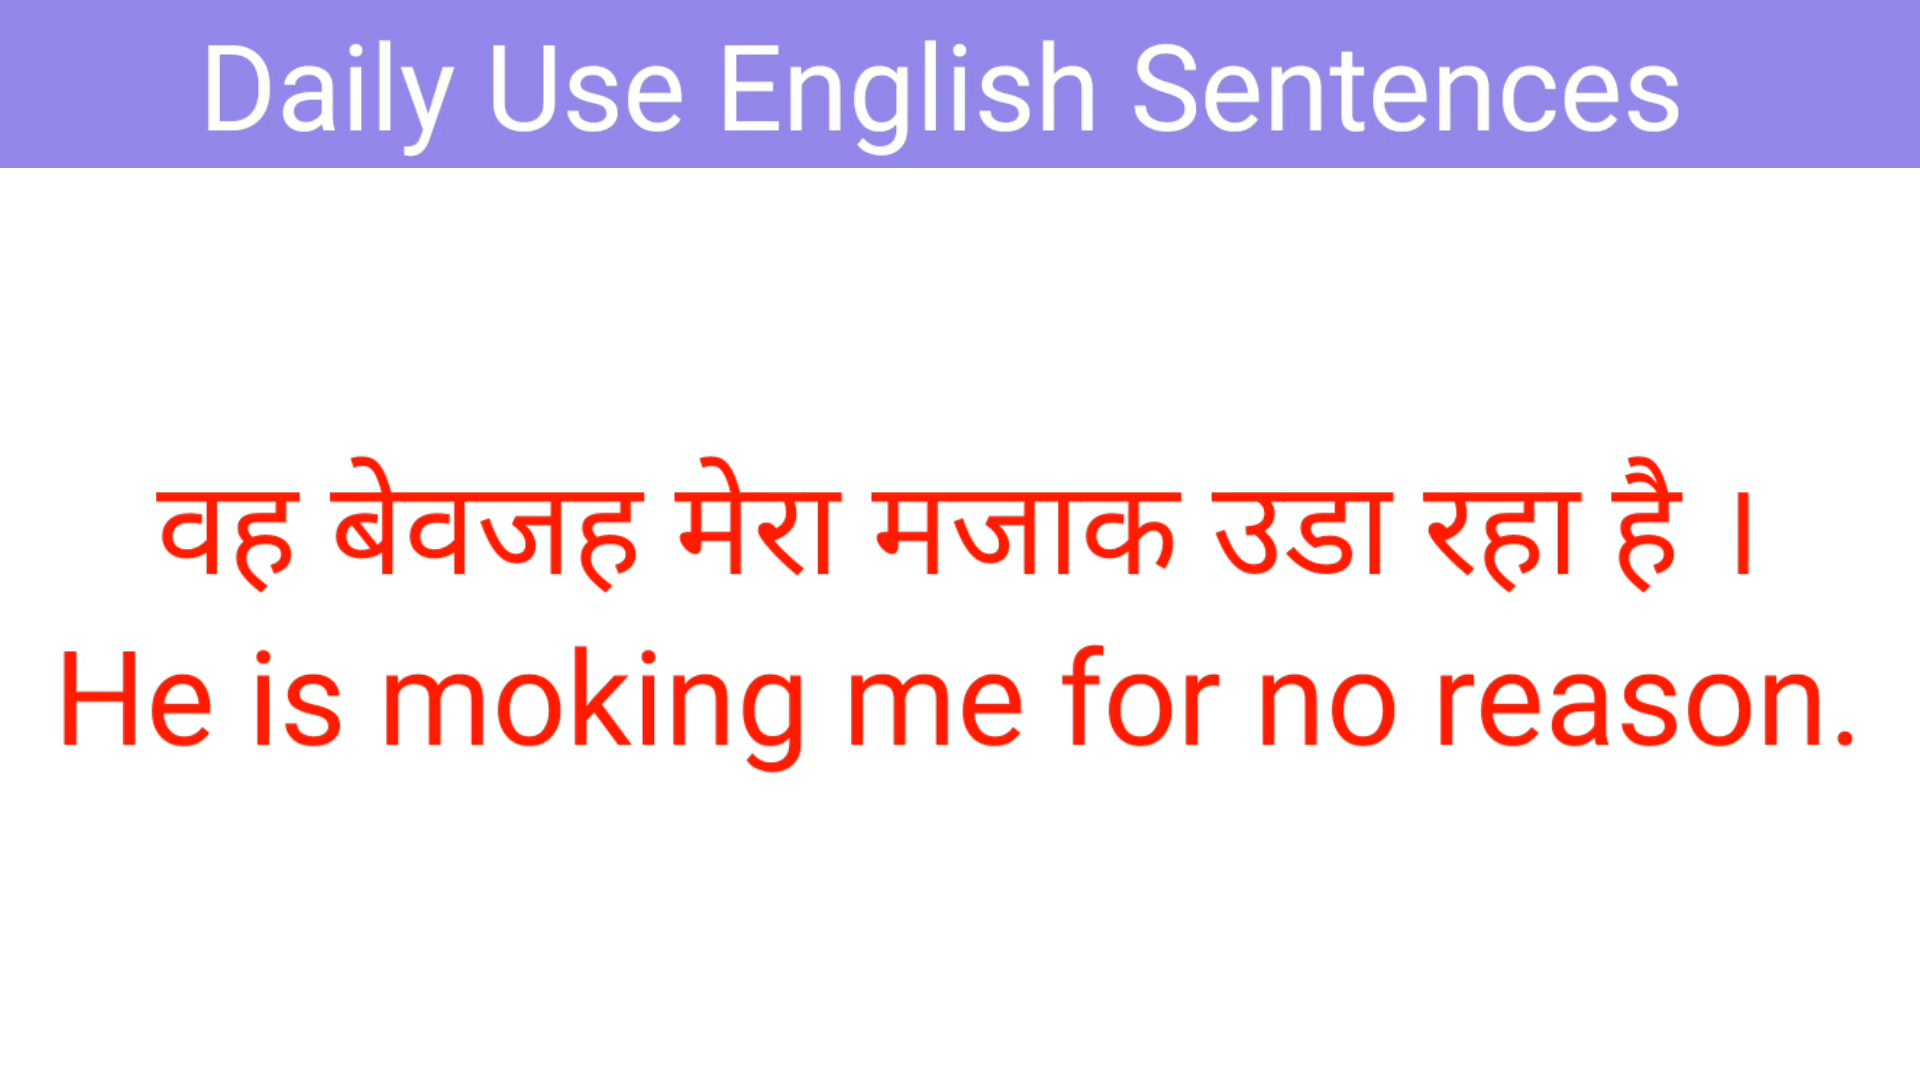 Daily Use English Sentences
वह बेवजह मेरा मजाक उडा रहा है ।
He is moking me for no reason.